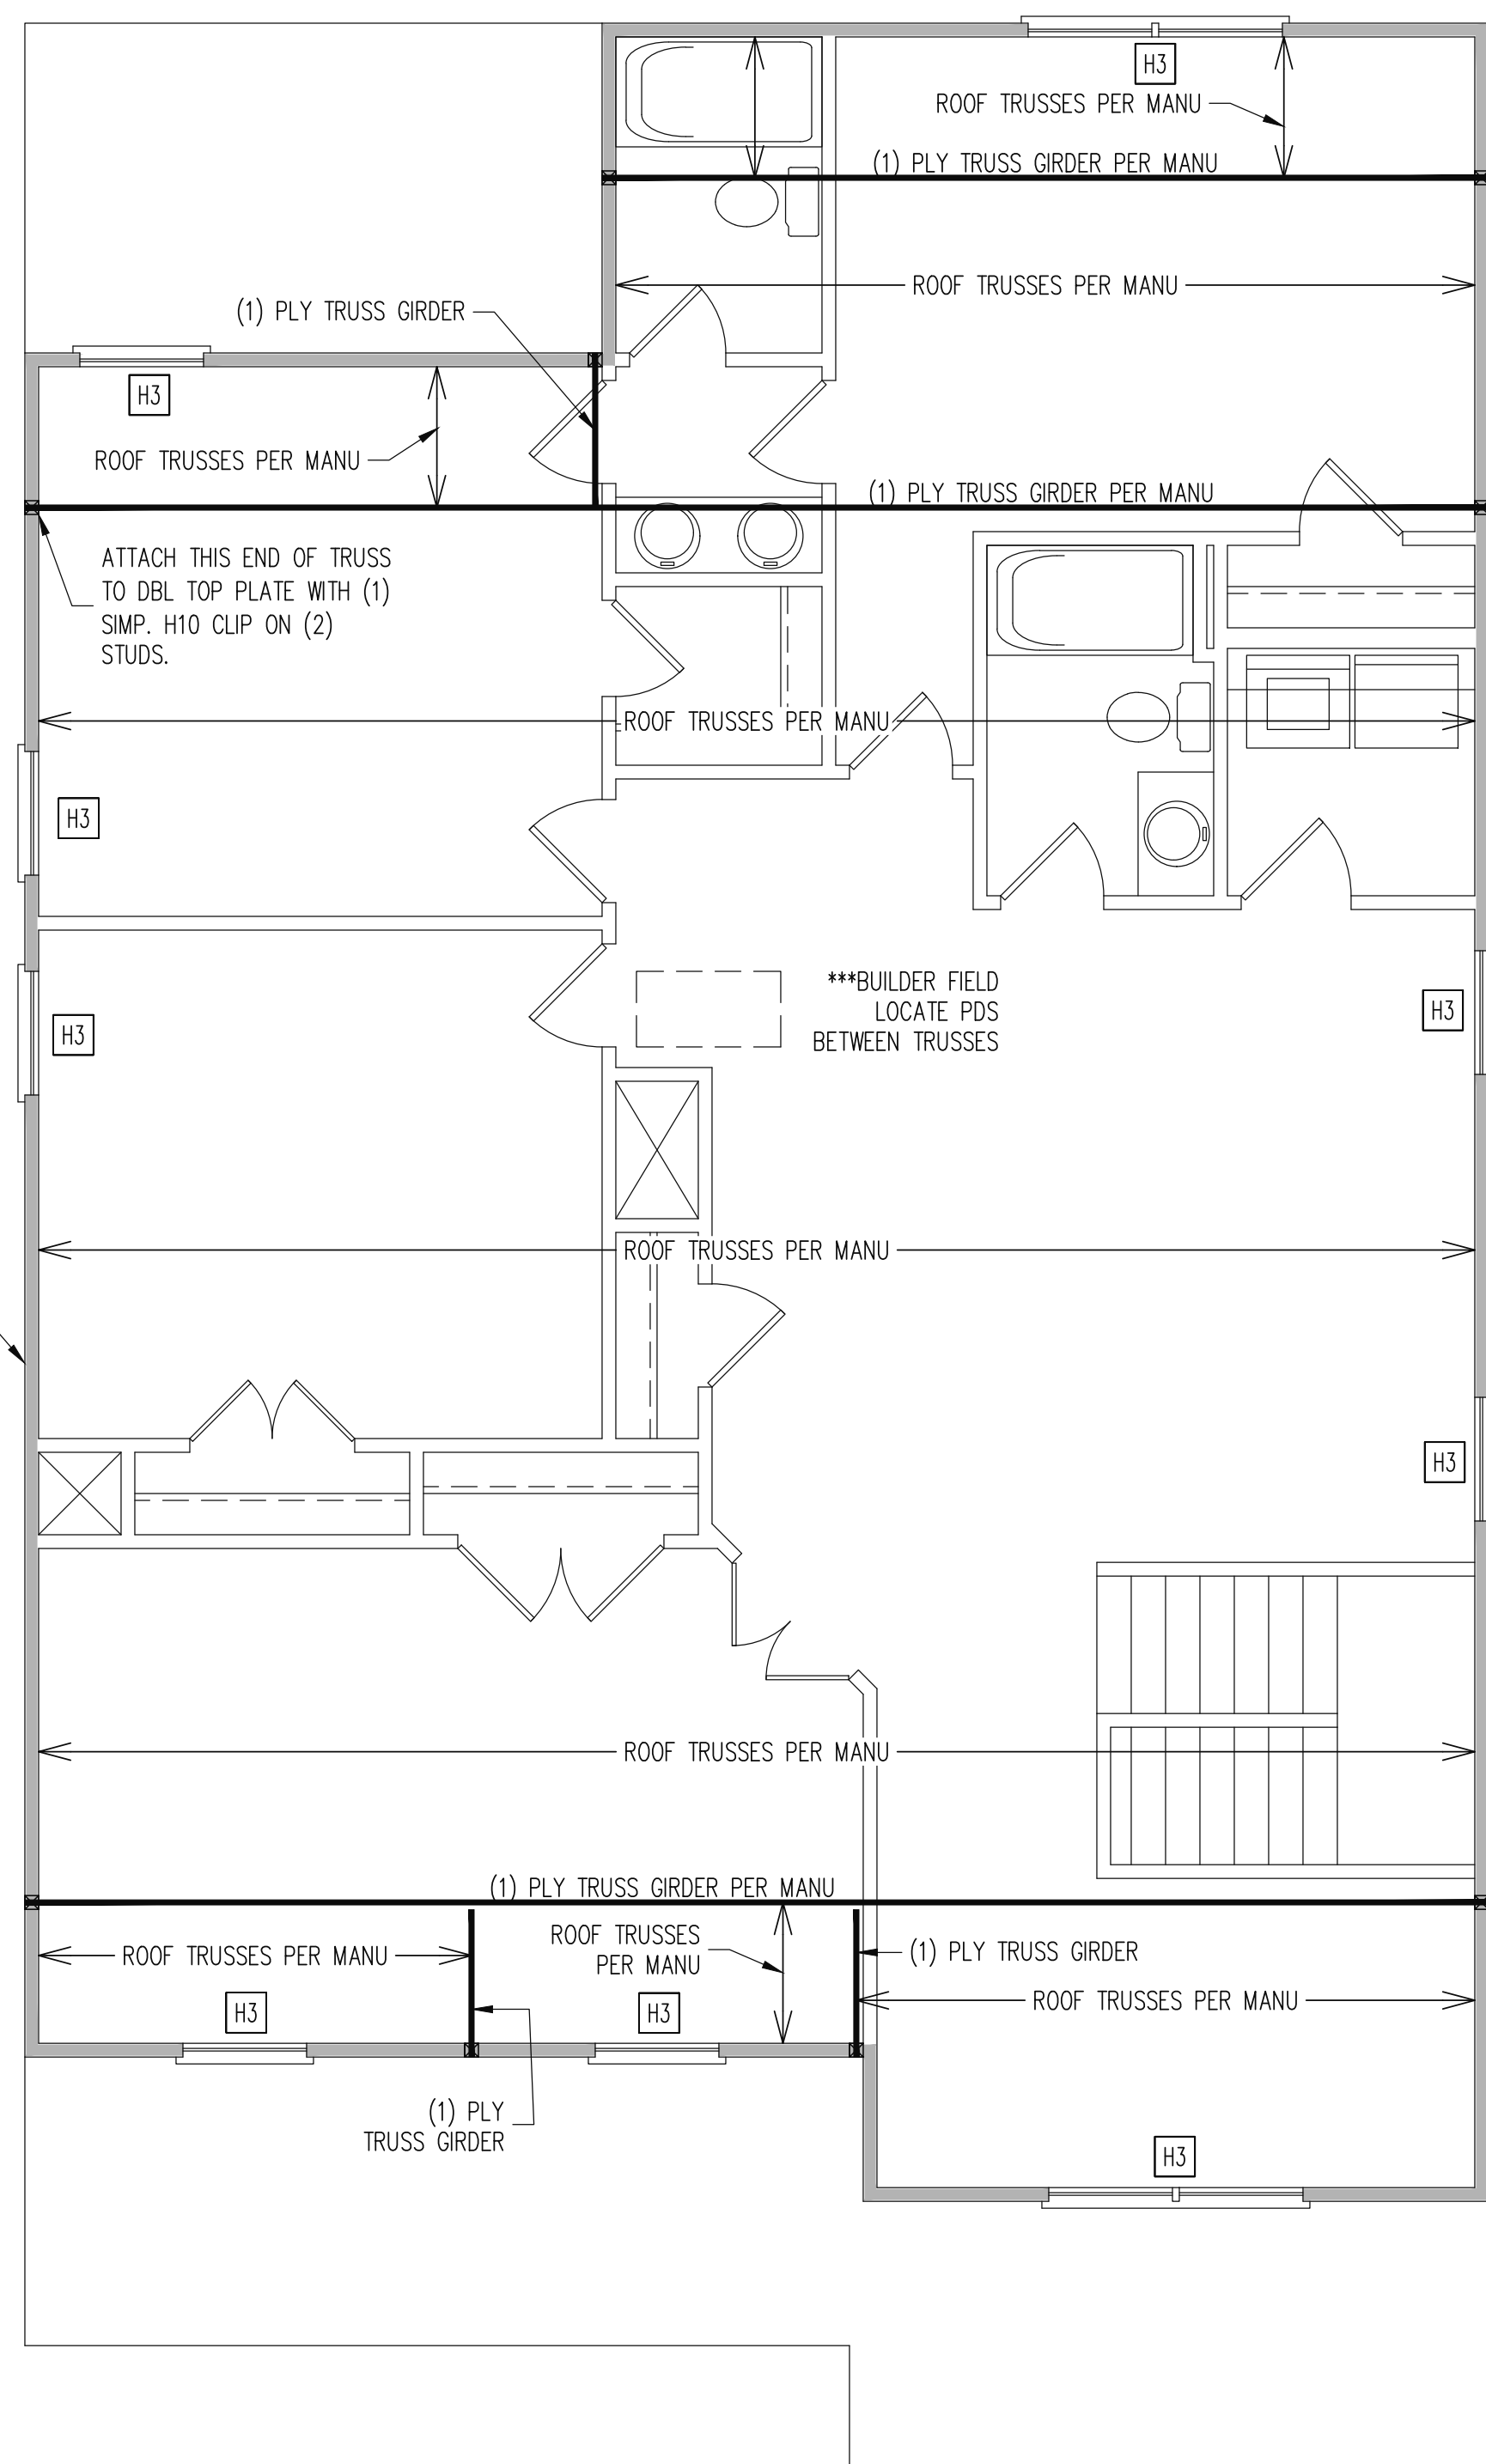 H3
ROOF TRUSSES PER MANU
(1) PLY TRUSS GIRDER PER MANU
ROOF TRUSSES PER MANU
(1) PLY TRUSS GIRDER
H3
ROOF TRUSSES PER MANU
(1) PLY TRUSS GIRDER PER MANU
ATTACH THIS END OF TRUSS
TO DBL TOP PLATE WITH (1)
SIMP. H10 CLIP ON (2)
STUDS.
ROOF TRUSSES PER MANU
H3
***BUILDER FIELD
LOCATE PDS
BETWEEN TRUSSES
H3
H3
ROOF TRUSSES PER MANU
H3
ROOF TRUSSES PER MANU
(1) PLY TRUSS GIRDER PER MANU
ROOF TRUSSES PER MANU
ROOF TRUSSES
PER MANU
(1) PLY TRUSS GIRDER
ROOF TRUSSES PER MANU
H3
H3
(1) PLY
TRUSS GIRDER
H3